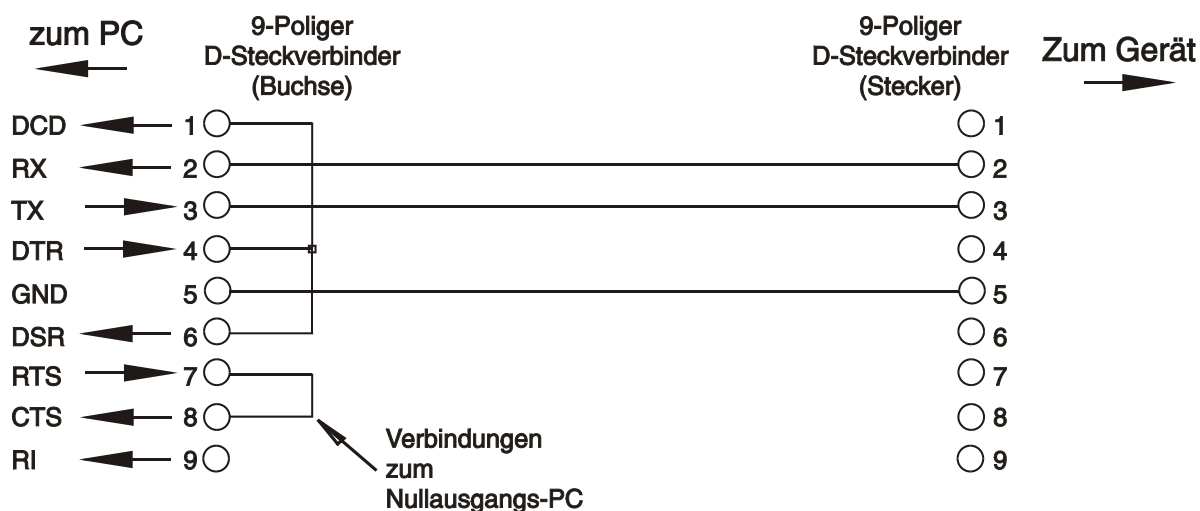 zum PC
9-Poliger
D-Steckverbinder
(Buchse)
9-Poliger
D-Steckverbinder
(Stecker)
Zum Gerät
DCD 1 1
RX 2 2
TX 3 3
DTR 4 4
GND 5 5
DSR 6 6
RTS 7 7
CTS 8 8
RI 9 9
Verbindungen
zum
Nullausgangs-PC